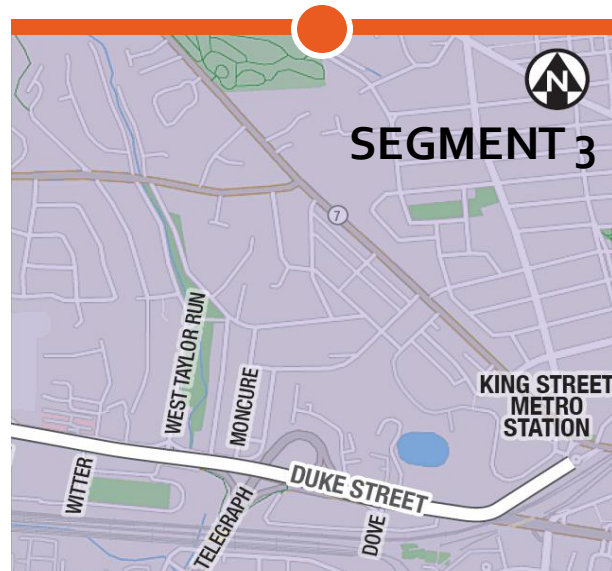 N
SEGMENT 3
7
WEST TAYLOR RUN
MONCURE
KING STREET
METRO
STATION
WITTER
TELEGRAPH
DUKE STREET
DOVE